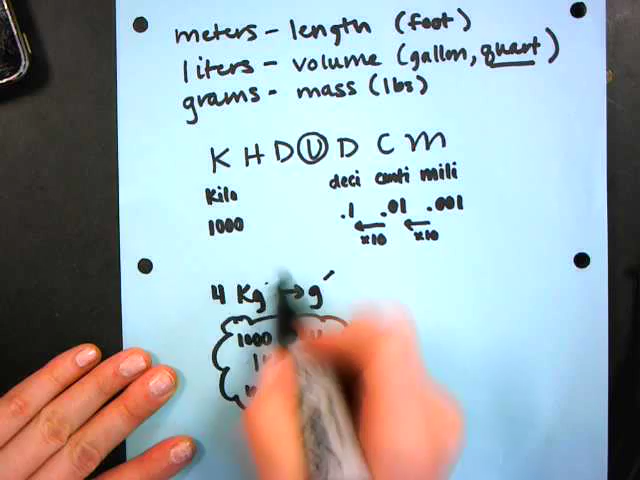 meters - length (foot)
liters - volume (gallon, quart)
grams - mass (lbs)
K H D U D C m
deci centi mili
Kilo
.1 .01 .001
1000
x10 x10
4 Kg → g
1000